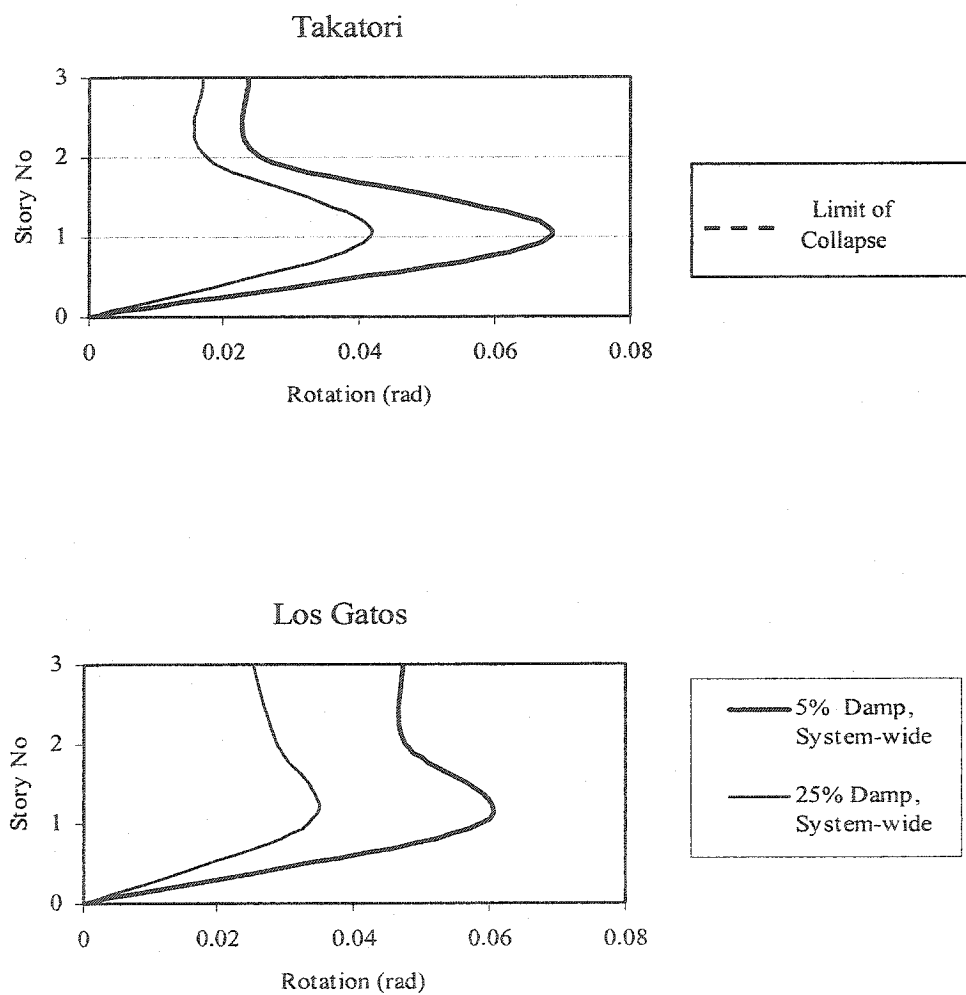 Takatori
3
2
1
0
Story No
0 0.02 0.04 0.06 0.08
Rotation (rad)
Limit of
Collapse
Los Gatos
3
2
1
0
Story No
0 0.02 0.04 0.06 0.08
Rotation (rad)
5% Damp,
System-wide
25% Damp,
System-wide